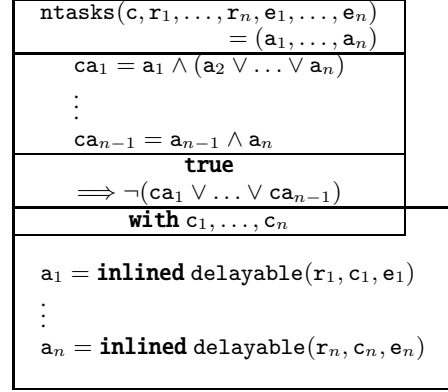 ntasks(c, r₁, . . . , rₙ, e₁, . . . , eₙ)
= (a₁, . . . , aₙ)
ca₁ = a₁ ∧ (a₂ ∨ . . . ∨ aₙ)
⋮
caₙ₋₁ = aₙ₋₁ ∧ aₙ
true
⟹ ¬(ca₁ ∨ . . . ∨ caₙ₋₁)
with c₁, . . . , cₙ
a₁ = inlined delayable(r₁, c₁, e₁)
⋮
aₙ = inlined delayable(rₙ, cₙ, eₙ)